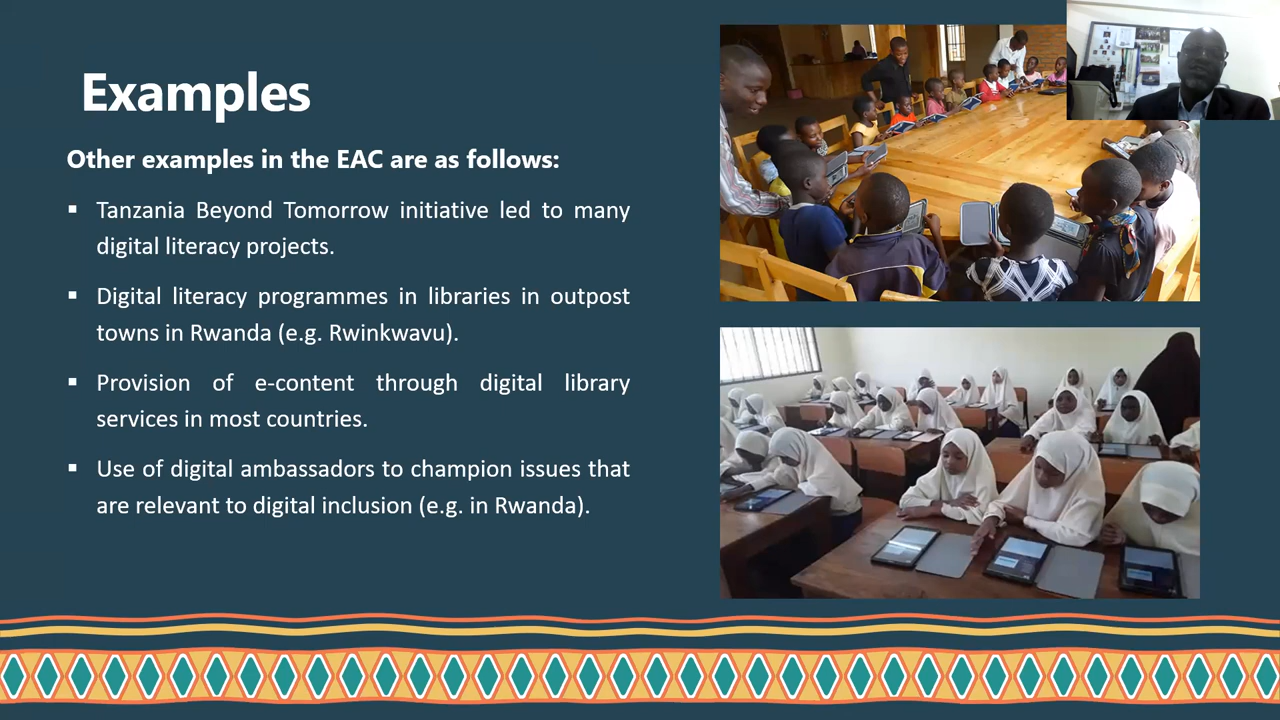 Examples
Other examples in the EAC are as follows:
▪ Tanzania Beyond Tomorrow initiative led to many
digital literacy projects.
▪ Digital literacy programmes in libraries in outpost
towns in Rwanda (e.g. Rwinkwavu).
▪ Provision of e-content through digital library
services in most countries.
▪ Use of digital ambassadors to champion issues that
are relevant to digital inclusion (e.g. in Rwanda).